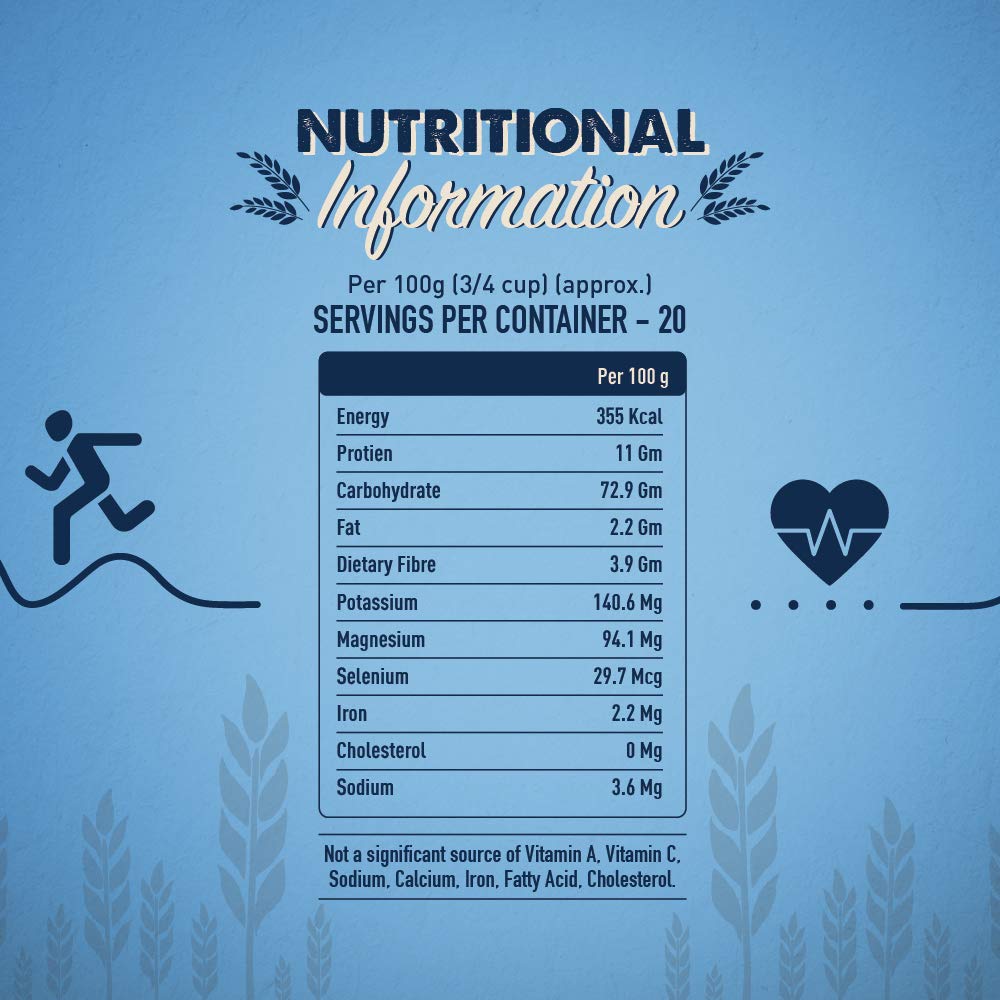 NUTRITIONAL
Information
Per 100g (3/4 cup) (approx.)
SERVINGS PER CONTAINER - 20
Per 100 g
Energy 355 Kcal
Protien 11 Gm
Carbohydrate 72.9 Gm
Fat 2.2 Gm
Dietary Fibre 3.9 Gm
Potassium 140.6 Mg
Magnesium 94.1 Mg
Selenium 29.7 Mcg
Iron 2.2 Mg
Cholesterol 0 Mg
Sodium 3.6 Mg
Not a significant source of Vitamin A, Vitamin C,
Sodium, Calcium, Iron, Fatty Acid, Cholesterol.